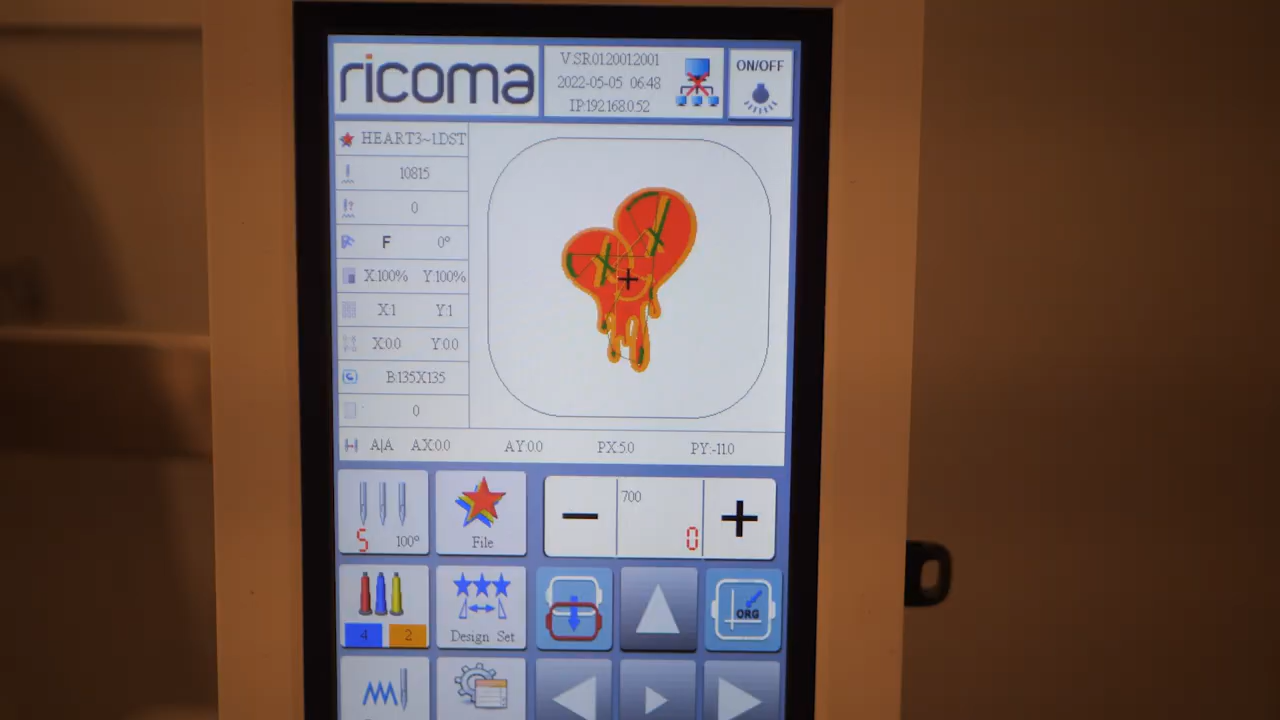 ricoma
V:SR0120012001
2022-05-05 06:48
IP:192.168.0.52
ON/OFF
HEART3~1.DST
10815
0
F 0°
X:100% Y:100%
X:1 Y:1
X:0.0 Y:0.0
B:135X135
0
A|A AX:0.0 AY:0.0 PX:5.0 PY:-11.0
5 100°
File
700
0
4 2
Design Set
ORG